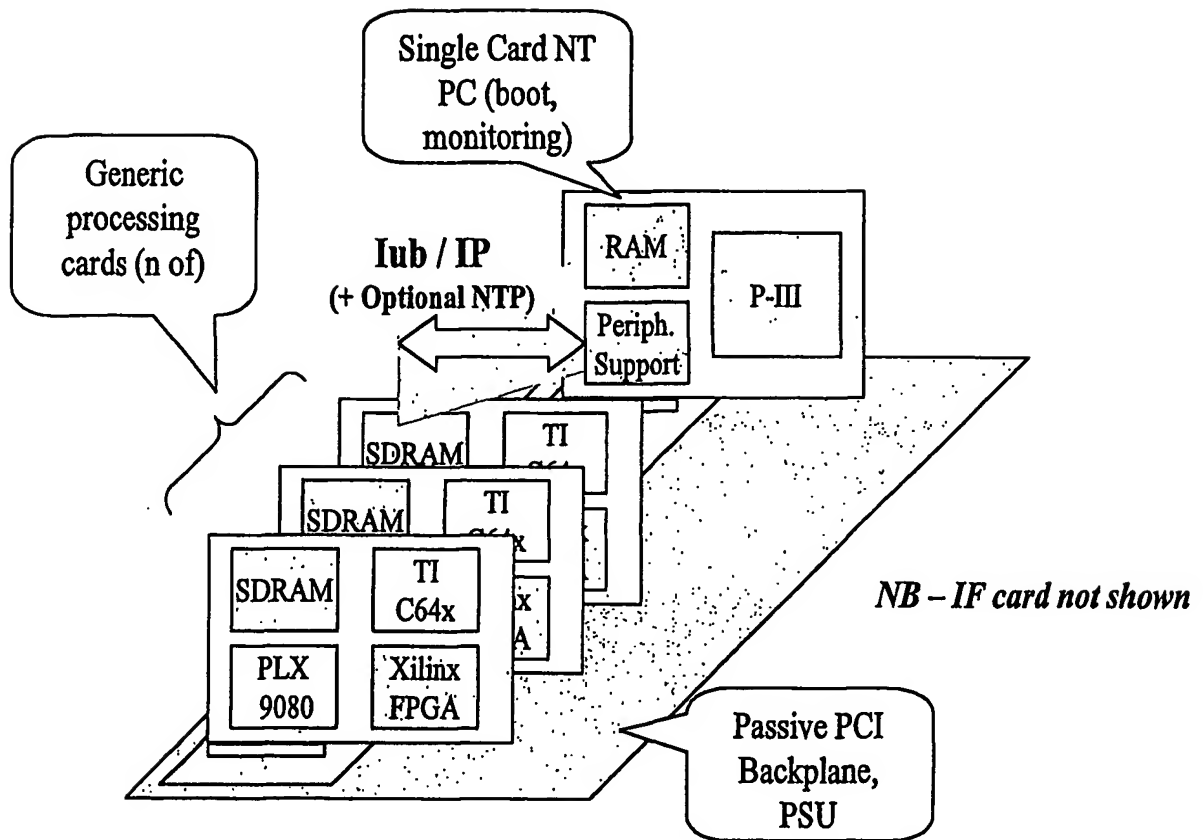 Single Card NT
PC (boot,
monitoring)
Generic
processing
cards (n of)
Iub / IP
(+ Optional NTP)
RAM
P-III
Periph.
Support
SDRAM
TI
SDRAM
TI
C64x
SDRAM
TI
C64x
PLX
9080
Xilinx
FPGA
NB – IF card not shown
Passive PCI
Backplane,
PSU